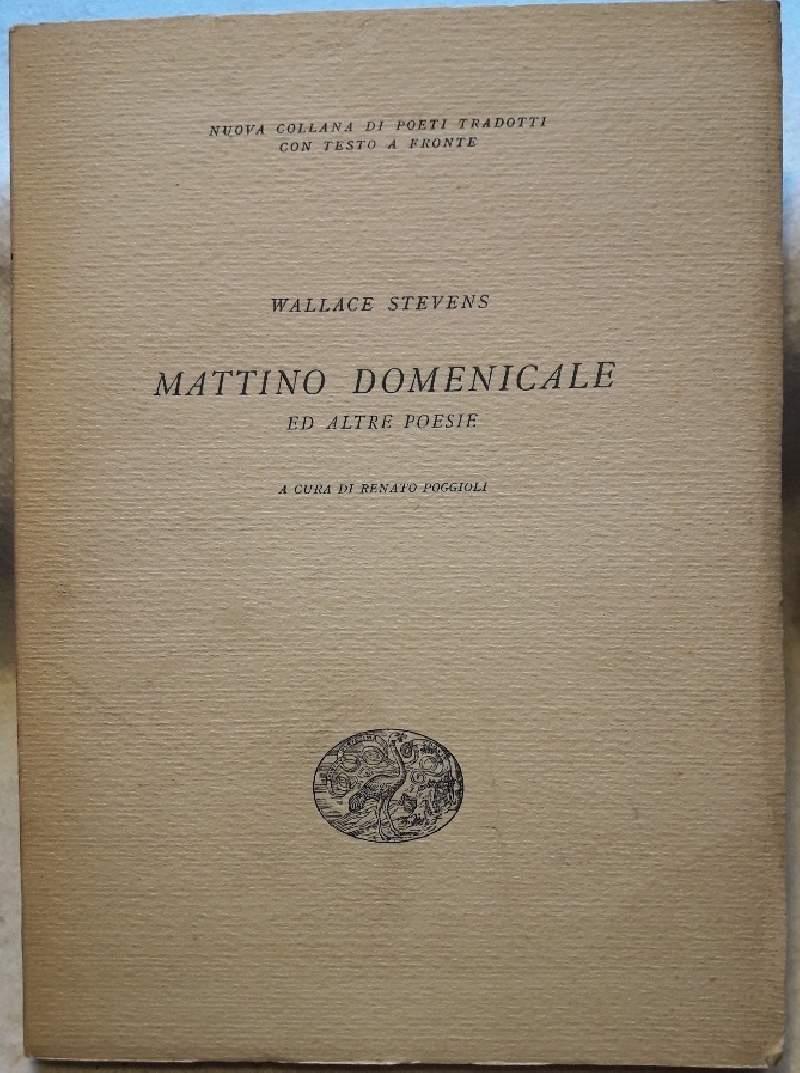 NUOVA COLLANA DI POETI TRADOTTI
CON TESTO A FRONTE
WALLACE STEVENS
MATTINO DOMENICALE
ED ALTRE POESIE
A CURA DI RENATO POGGIOLI